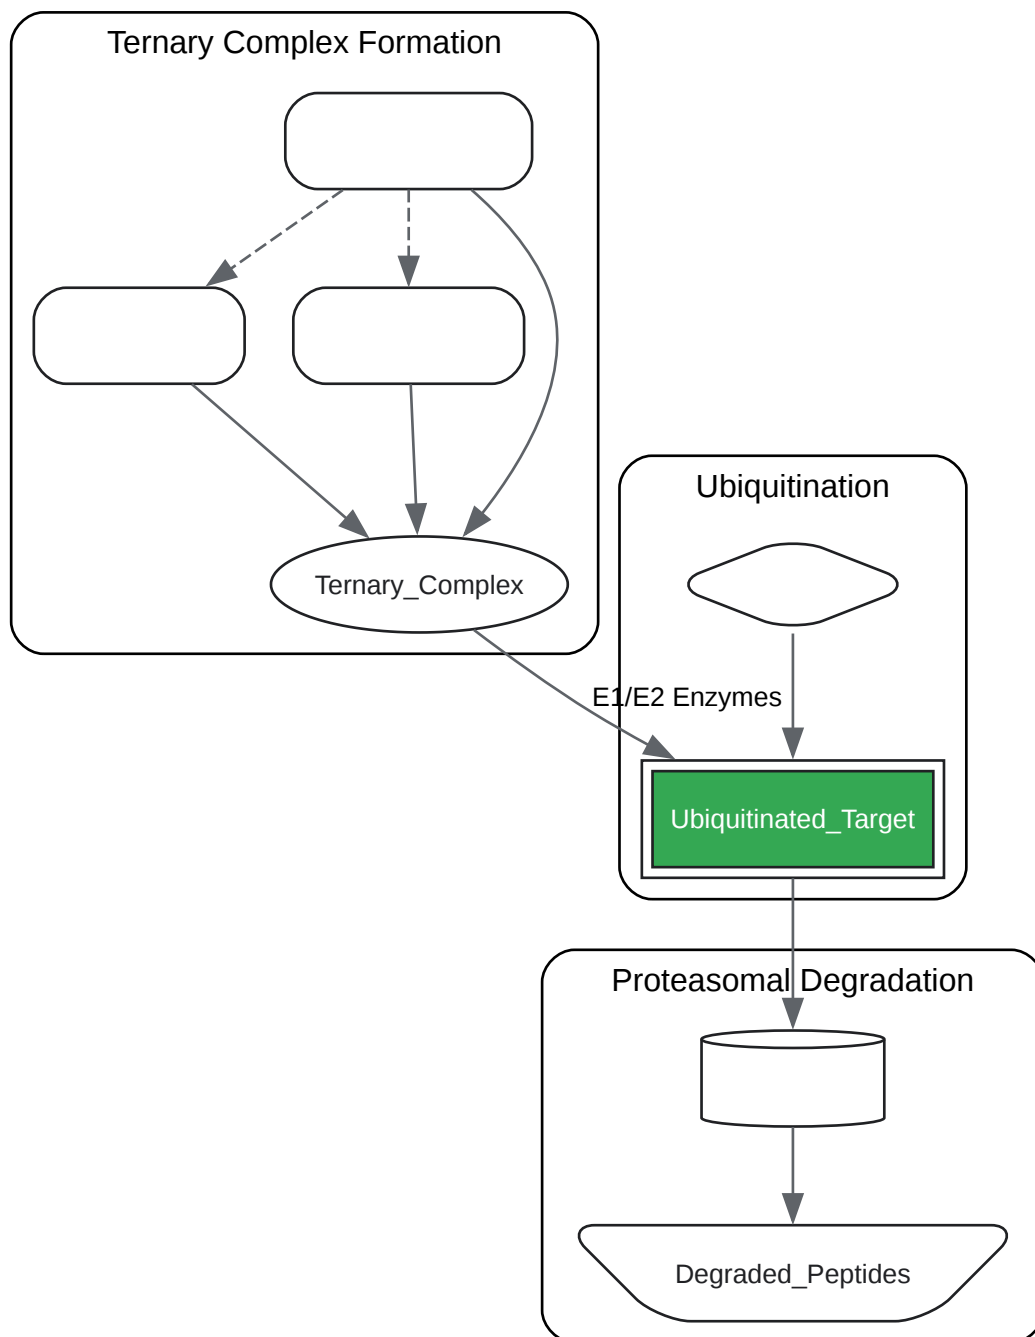 Ternary Complex Formation
Ternary_Complex
Ubiquitination
E1/E2 Enzymes
Ubiquitinated_Target
Proteasomal Degradation
Degraded_Peptides